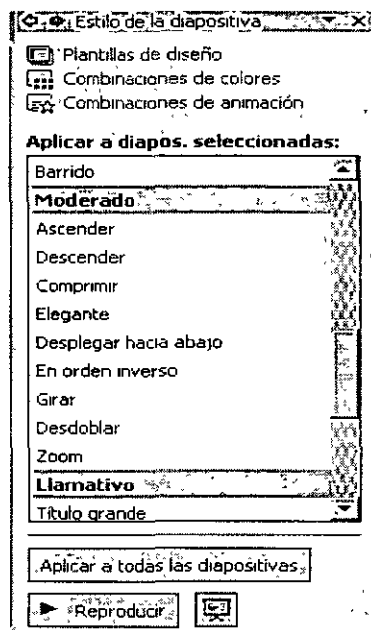 Estilo de la diapositiva
Plantillas de diseño
Combinaciones de colores
Combinaciones de animación
Aplicar a diapos. seleccionadas:
Barrido
Moderado
Ascender
Descender
Comprimir
Elegante
Desplegar hacia abajo
En orden inverso
Girar
Desdoblar
Zoom
Llamativo
Título grande
Aplicar a todas las diapositivas
Reproducir